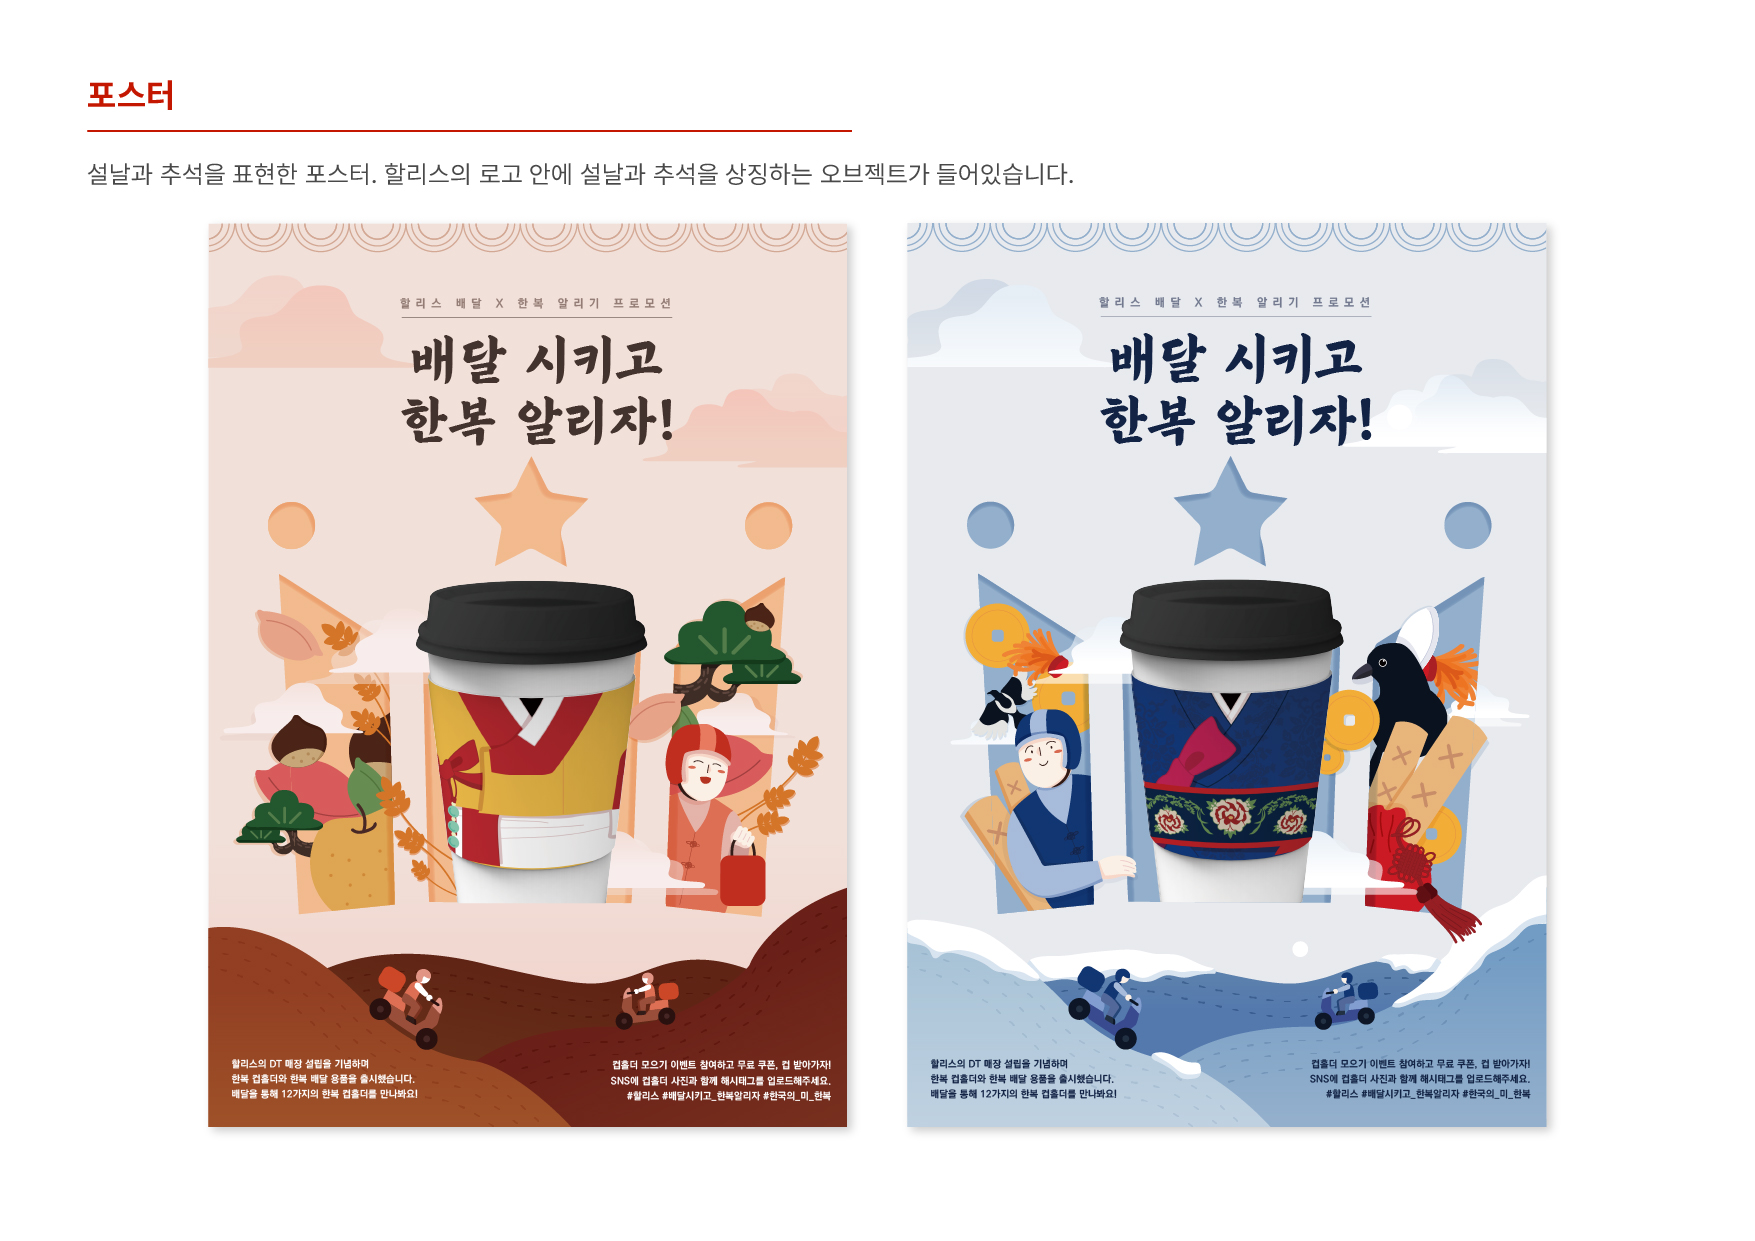 포스터
설날과 추석을 표현한 포스터. 할리스의 로고 안에 설날과 추석을 상징하는 오브젝트가 들어있습니다.
할리스 배달 X 한복 알리기 프로모션
배달 시키고
한복 알리자!
할리스의 DT 매장 설립을 기념하며
한복 컵홀더와 한복 배달 용품을 출시했습니다.
배달을 통해 12가지의 한복 컵홀더를 만나봐요!
컵홀더 모으기 이벤트 참여하고 무료 쿠폰, 컵 받아가자!
SNS에 컵홀더 사진과 함께 해시태그를 업로드해주세요.
#할리스 #배달시키고_한복알리자 #한국의_미_한복
할리스 배달 X 한복 알리기 프로모션
배달 시키고
한복 알리자!
할리스의 DT 매장 설립을 기념하며
한복 컵홀더와 한복 배달 용품을 출시했습니다.
배달을 통해 12가지의 한복 컵홀더를 만나봐요!
컵홀더 모으기 이벤트 참여하고 무료 쿠폰, 컵 받아가자!
SNS에 컵홀더 사진과 함께 해시태그를 업로드해주세요.
#할리스 #배달시키고_한복알리자 #한국의_미_한복